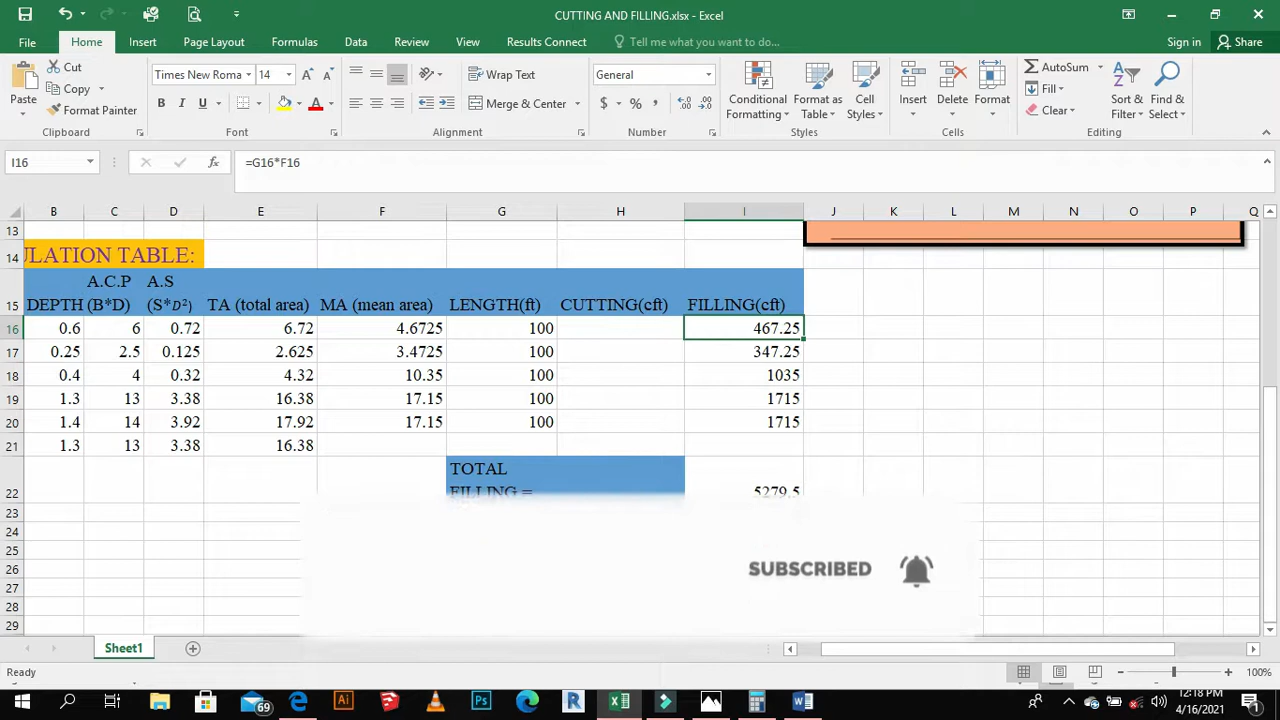 CUTTING AND FILLING.xlsx - Excel
File Home Insert Page Layout Formulas Data Review View Results Connect Tell me what you want to do... Sign in Share
Paste Cut Copy Format Painter
Times New Roma 14
B I U
Wrap Text
Merge & Center
General
$ % ,
Conditional Formatting Format as Table Cell Styles
Insert Delete Format
AutoSum Fill Clear
Sort & Filter Find & Select
Clipboard Font Alignment Number Styles Cells Editing
I16 fx =G16*F16
B C D E F G H I J K L M N O P Q
13
14 ULATION TABLE:
15 DEPTH A.C.P (B*D) A.S (S*D²) TA (total area) MA (mean area) LENGTH(ft) CUTTING(cft) FILLING(cft)
16 0.6 6 0.72 6.72 4.6725 100 467.25
17 0.25 2.5 0.125 2.625 3.4725 100 347.25
18 0.4 4 0.32 4.32 10.35 100 1035
19 1.3 13 3.38 16.38 17.15 100 1715
20 1.4 14 3.92 17.92 17.15 100 1715
21 1.3 13 3.38 16.38
22 TOTAL FILLING = 5279.5
23
24
25
26
27
28
29
SUBSCRIBED
Sheet1
Ready 100%
69
12:18 PM
4/16/2021
1